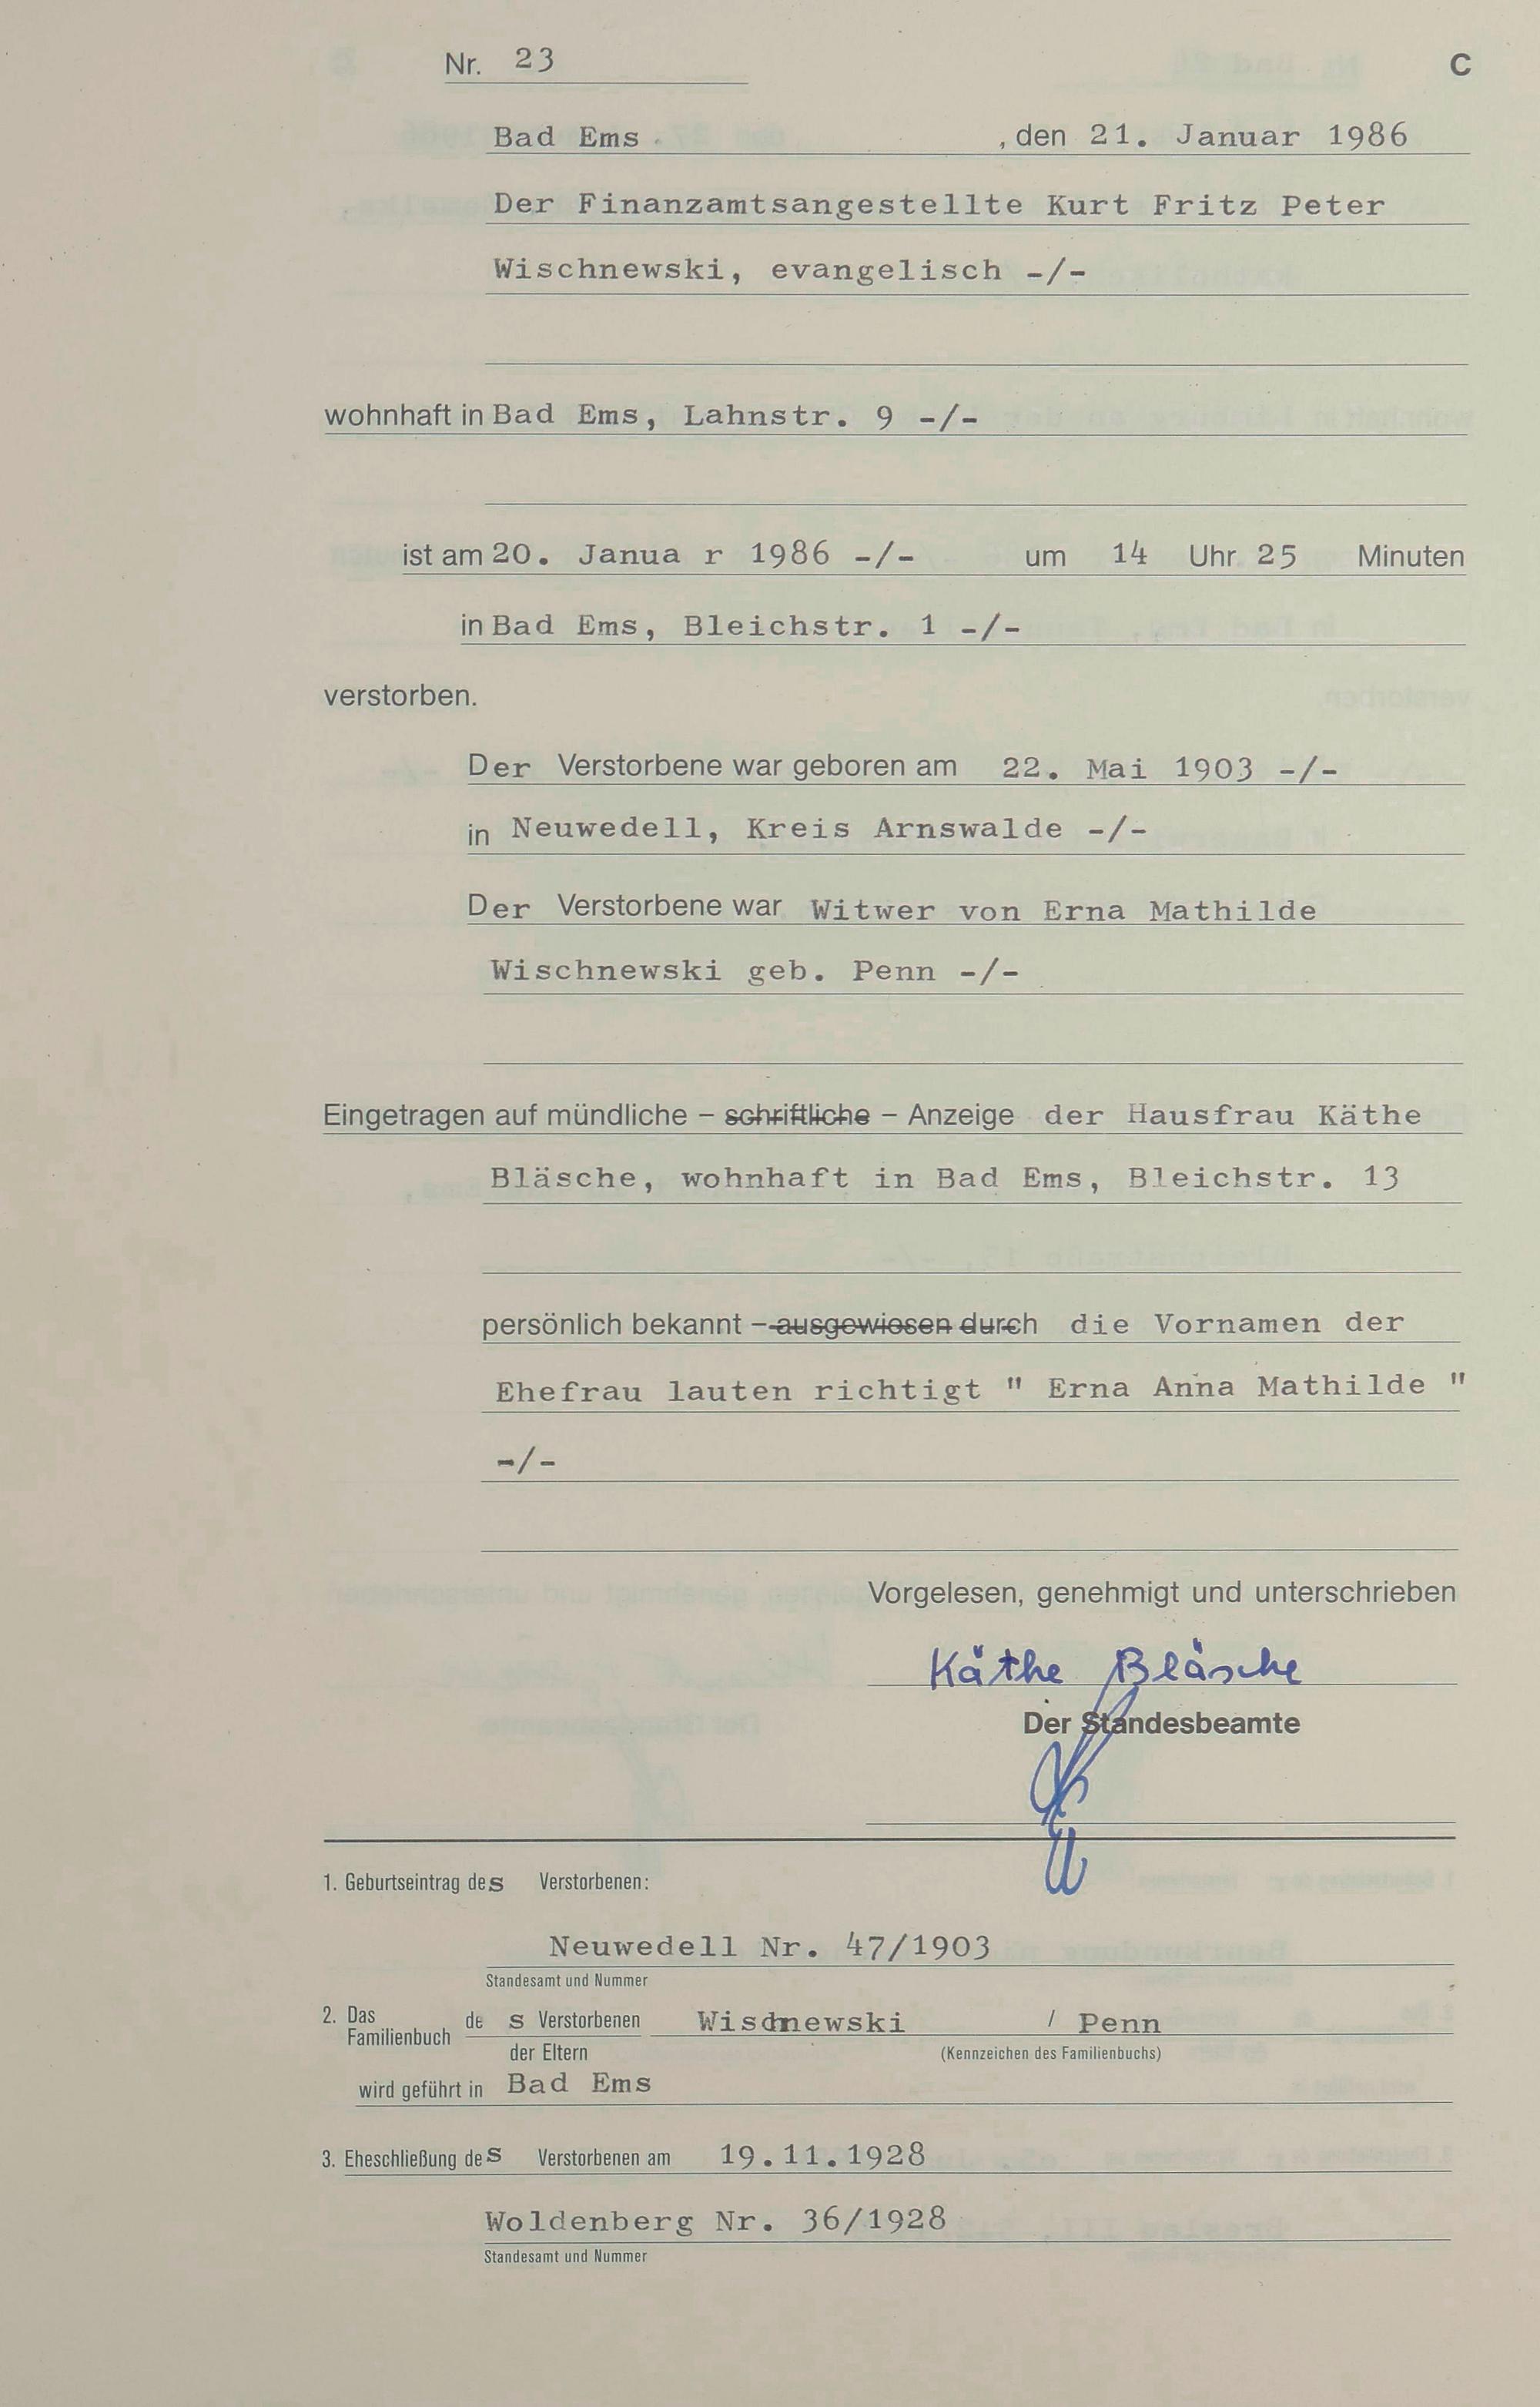 Nr. 23 C
Bad Ems , den 21. Januar 1986
Der Finanzamtsangestellte Kurt Fritz Peter
Wischnewski, evangelisch -/-
wohnhaft in Bad Ems, Lahnstr. 9 -/-
ist am 20. Janua r 1986 -/- um 14 Uhr 25 Minuten
in Bad Ems, Bleichstr. 1 -/-
verstorben.
Der Verstorbene war geboren am 22. Mai 1903 -/-
in Neuwedell, Kreis Arnswalde -/-
Der Verstorbene war Witwer von Erna Mathilde
Wischnewski geb. Penn -/-
Eingetragen auf mündliche – schriftliche – Anzeige der Hausfrau Käthe
Bläsche, wohnhaft in Bad Ems, Bleichstr. 13
persönlich bekannt – ausgewiesen durch die Vornamen der
Ehefrau lauten richtigt " Erna Anna Mathilde "
-/-
Vorgelesen, genehmigt und unterschrieben
Käthe Bläsche
Der Standesbeamte
1. Geburtseintrag des Verstorbenen:
Neuwedell Nr. 47/1903
Standesamt und Nummer
2. Das Familienbuch de s Verstorbenen Wischnewski / Penn
der Eltern (Kennzeichen des Familienbuchs)
wird geführt in Bad Ems
3. Eheschließung des Verstorbenen am 19.11.1928
Woldenberg Nr. 36/1928
Standesamt und Nummer